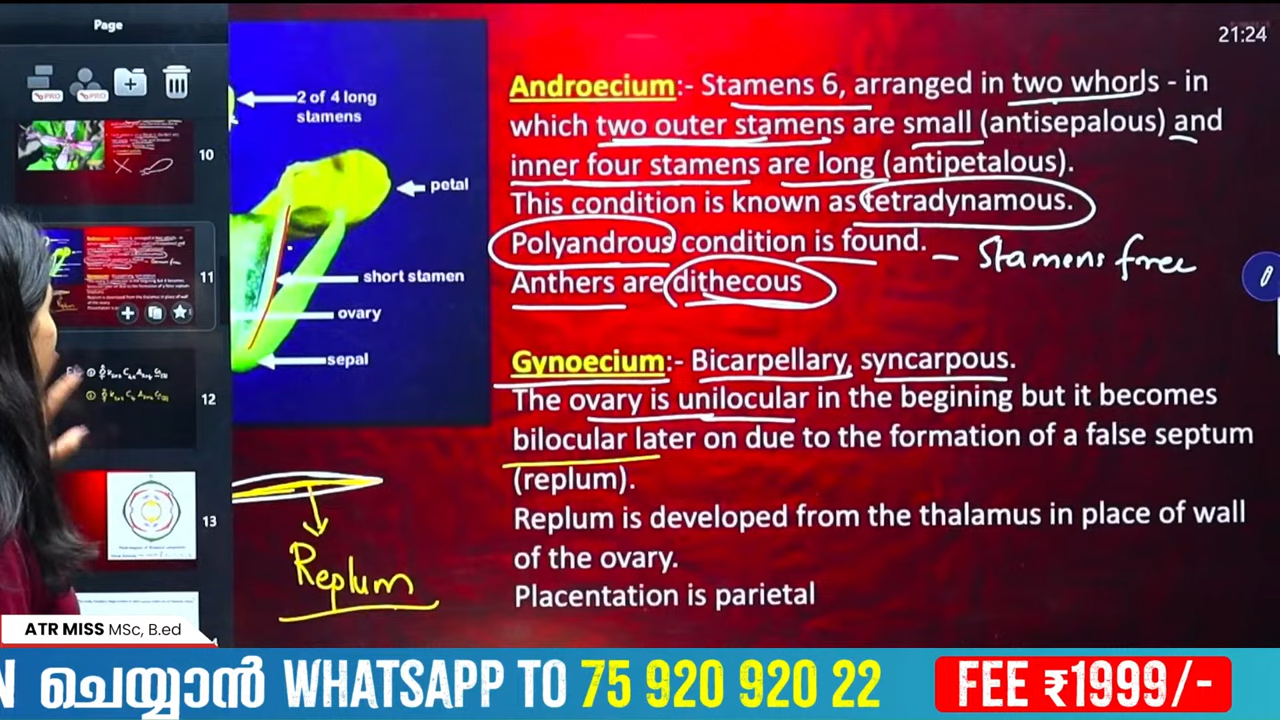 Page
21:24
PRO
PRO
10
11
12
13
2 of 4 long
stamens
petal
short stamen
ovary
sepal
Replum
Androecium:- Stamens 6, arranged in two whorls - in
which two outer stamens are small (antisepalous) and
inner four stamens are long (antipetalous).
This condition is known as tetradynamous.
Polyandrous condition is found. – Stamens free
Anthers are dithecous
Gynoecium:- Bicarpellary, syncarpous.
The ovary is unilocular in the begining but it becomes
bilocular later on due to the formation of a false septum
(replum).
Replum is developed from the thalamus in place of wall
of the ovary.
Placentation is parietal
ATR MISS MSc, B.ed
N ചെയ്യാൻ WHATSAPP TO 75 920 920 22
FEE ₹1999/-